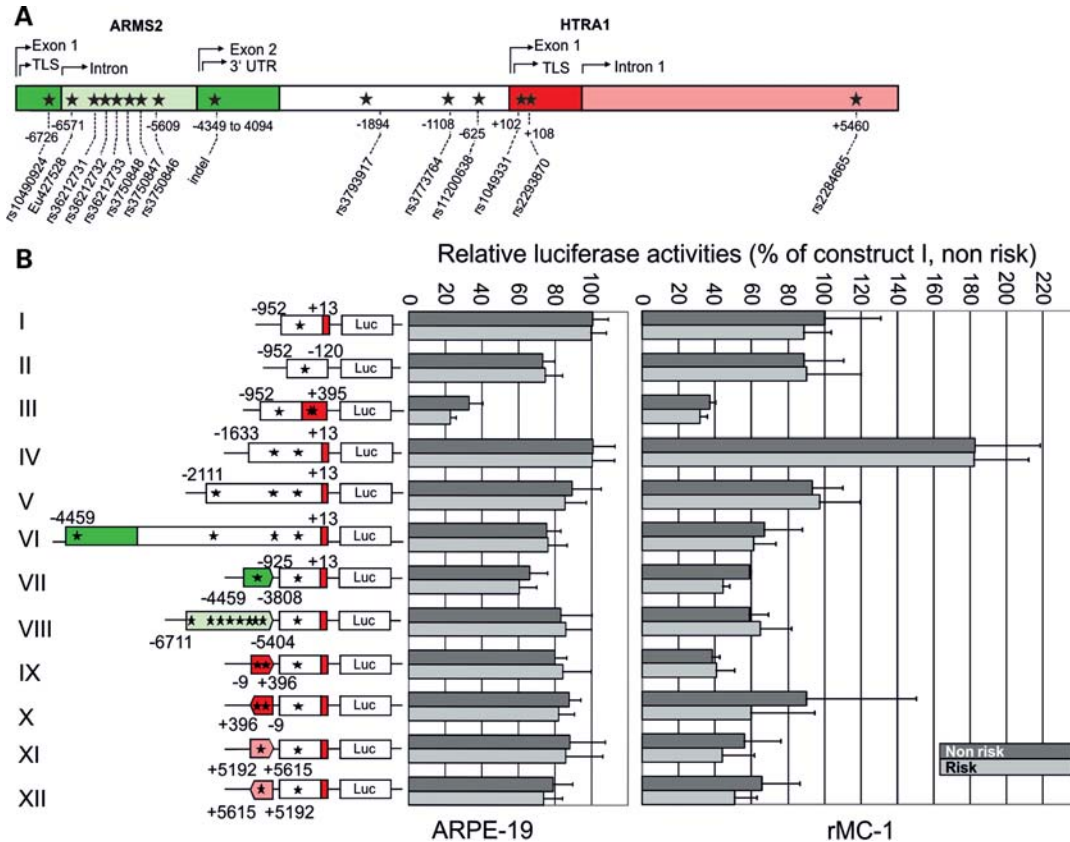 A
ARMS2
HTRA1
Exon 1
TLS
Intron
Exon 2
3' UTR
Exon 1
TLS
Intron 1
-6726
-6571
-5609
-4349 to 4094
-1894
-1108
-625
+102
+108
+5460
rs10490924
Eu427528
rs36212731
rs36212732
rs36212733
rs3750848
rs3750847
rs3750846
indel
rs3793917
rs3773764
rs11200638
rs1049331
rs2293870
rs2284665
B
Relative luciferase activities (% of construct I, non risk)
0 20 40 60 80 100
0 20 40 60 80 100 120 140 160 180 200 220
I
-952 +13
Luc
II
-952 -120
Luc
III
-952 +395
Luc
IV
-1633 +13
Luc
V
-2111 +13
Luc
VI
-4459 +13
Luc
VII
-925 +13
Luc
-4459 -3808
VIII
Luc
-6711 -5404
IX
Luc
-9 +396
X
Luc
+396 -9
XI
Luc
+5192 +5615
XII
Luc
+5615 +5192
Non risk
Risk
ARPE-19
rMC-1